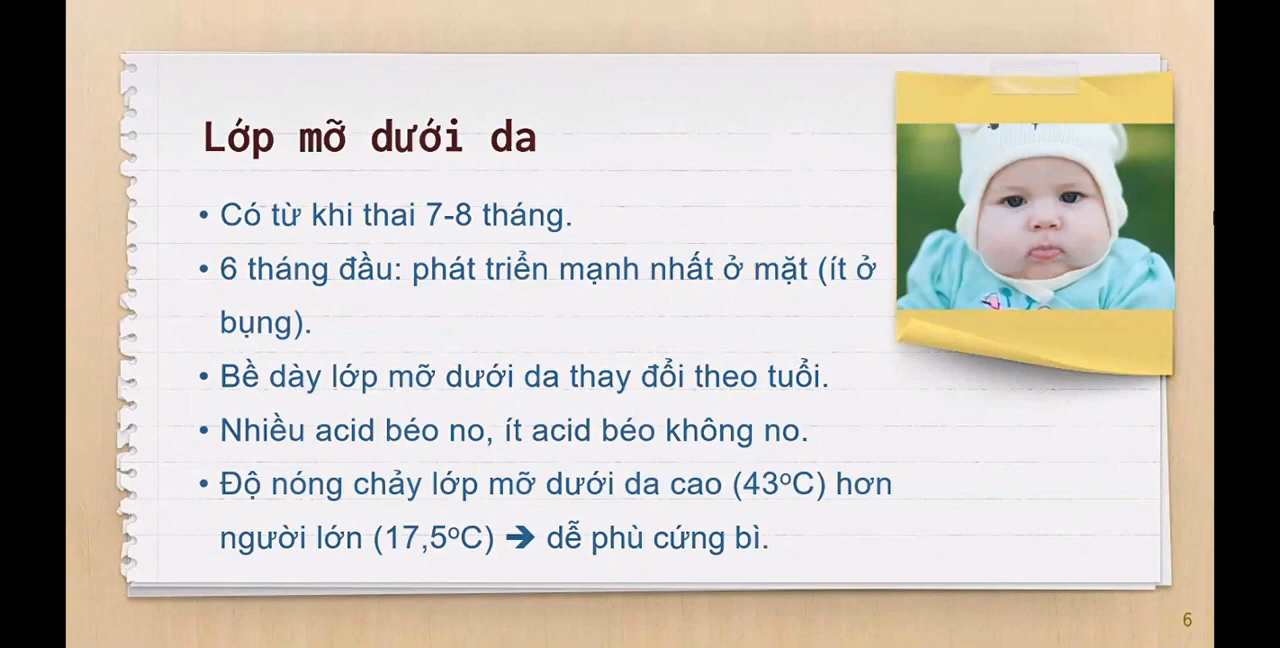 Lớp mỡ dưới da
• Có từ khi thai 7-8 tháng.
• 6 tháng đầu: phát triển mạnh nhất ở mặt (ít ở
bụng).
• Bề dày lớp mỡ dưới da thay đổi theo tuổi.
• Nhiều acid béo no, ít acid béo không no.
• Độ nóng chảy lớp mỡ dưới da cao (43ºC) hơn
người lớn (17,5ºC) ➔ dễ phù cứng bì.
6